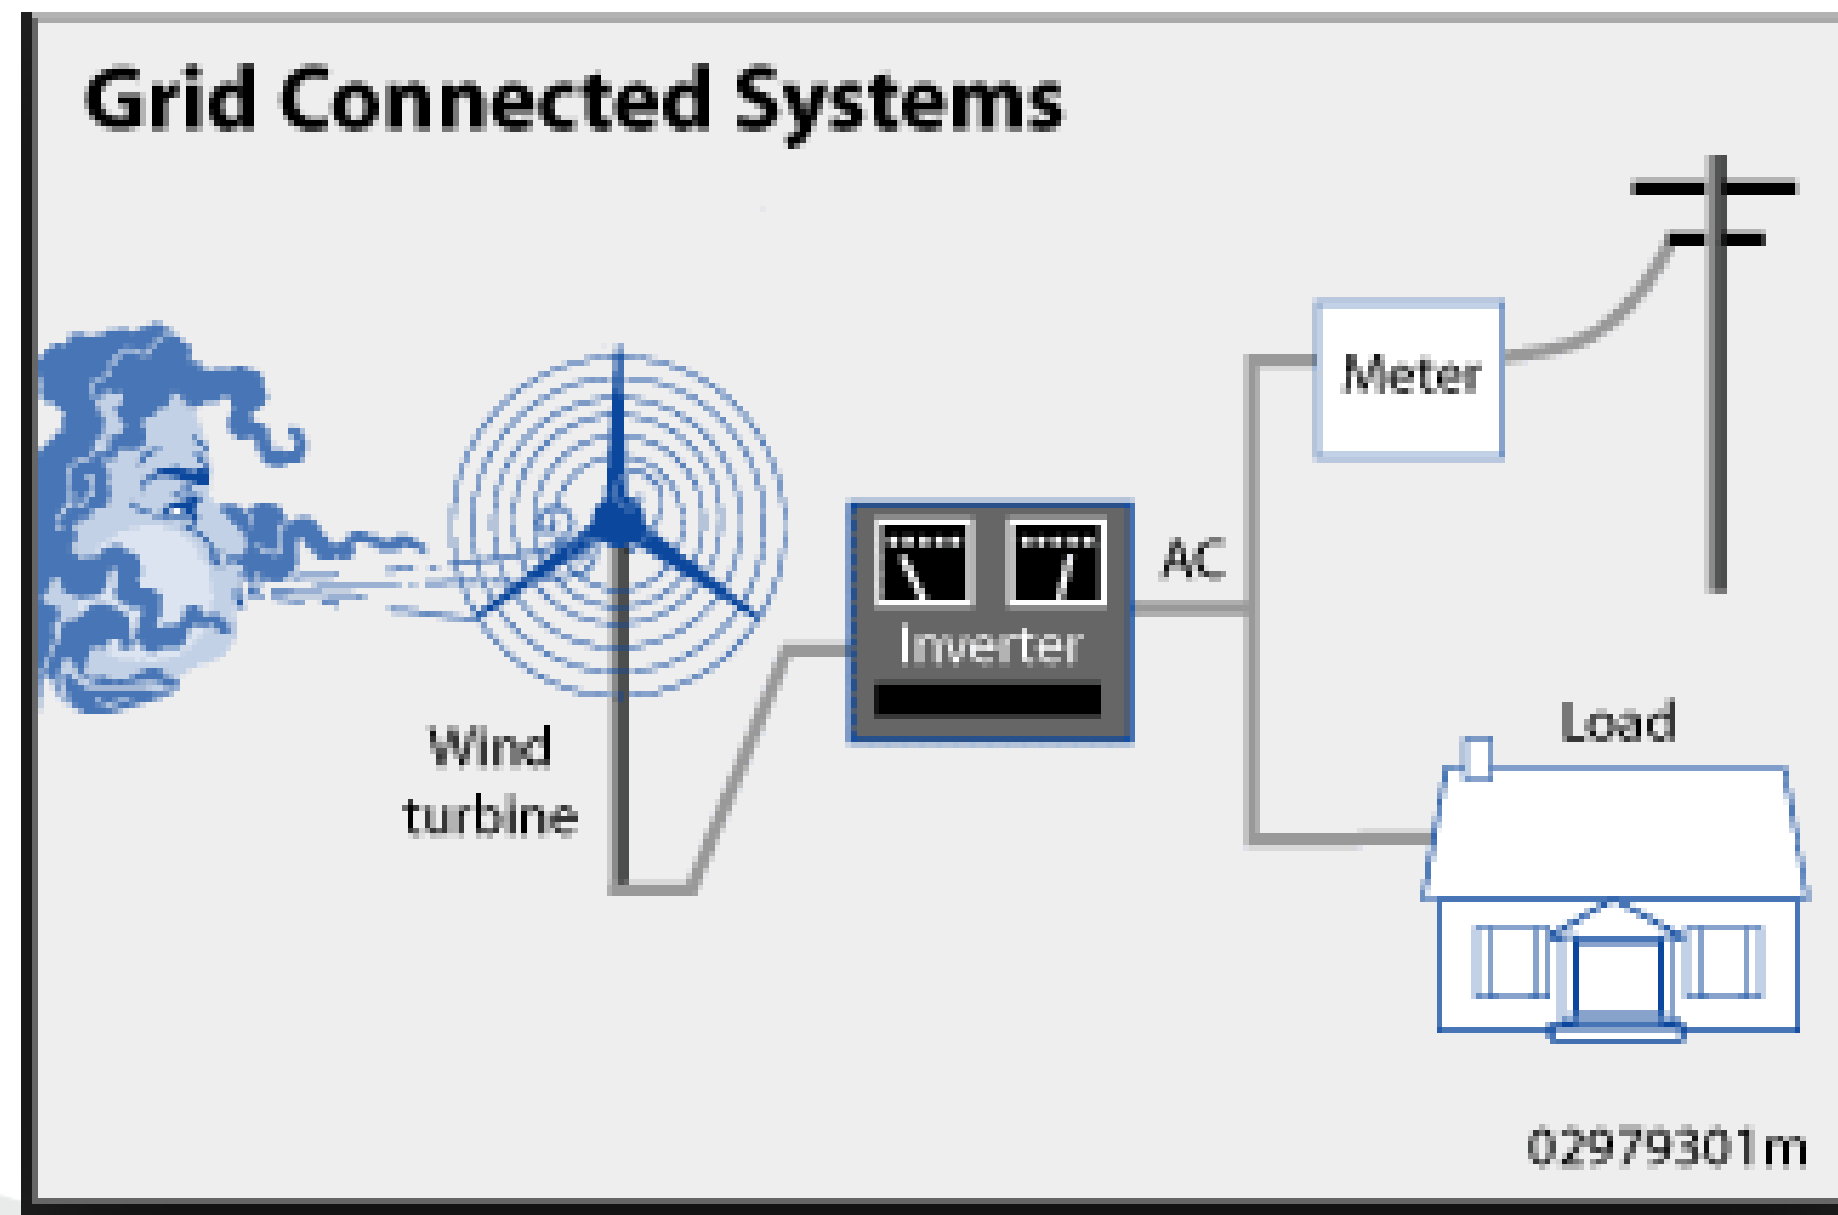 Grid Connected Systems
Meter
AC
Inverter
Load
Wind
turbine
02979301m